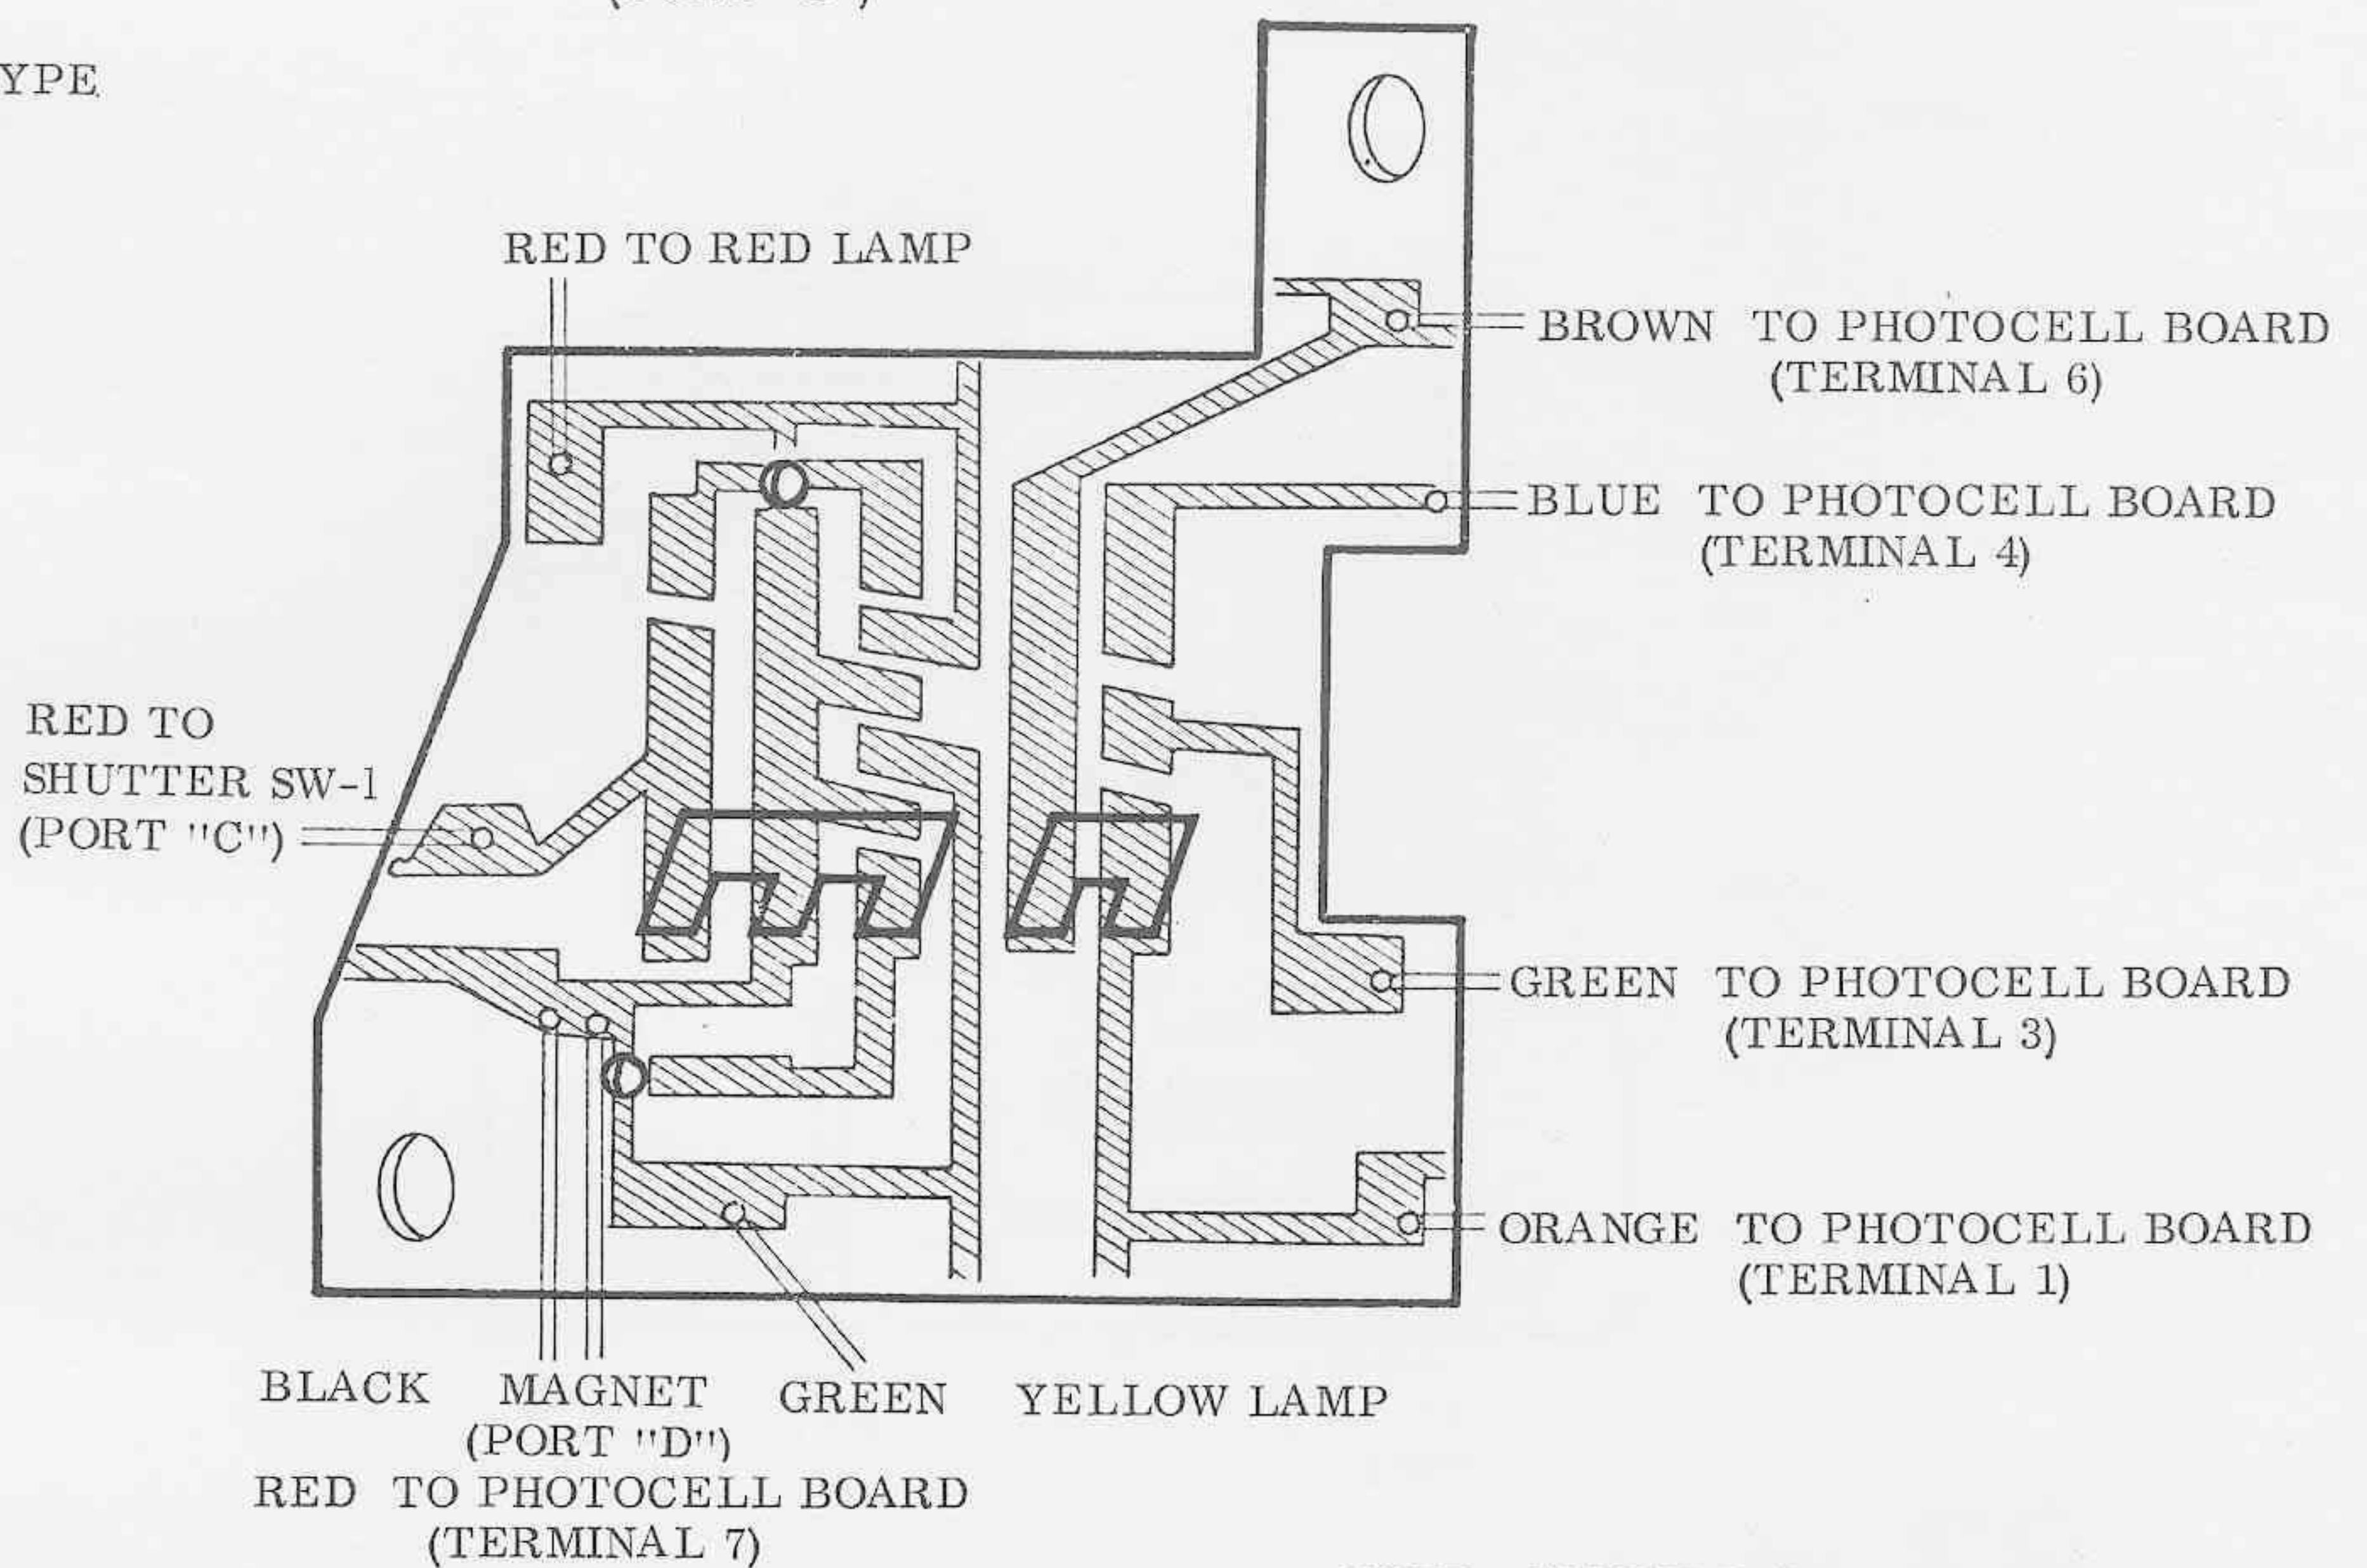 YPE
RED TO RED LAMP
BROWN TO PHOTOCELL BOARD
(TERMINAL 6)
BLUE TO PHOTOCELL BOARD
(TERMINAL 4)
RED TO
SHUTTER SW-1
(PORT "C")
GREEN TO PHOTOCELL BOARD
(TERMINAL 3)
ORANGE TO PHOTOCELL BOARD
(TERMINAL 1)
BLACK MAGNET GREEN YELLOW LAMP
(PORT "D")
RED TO PHOTOCELL BOARD
(TERMINAL 7)